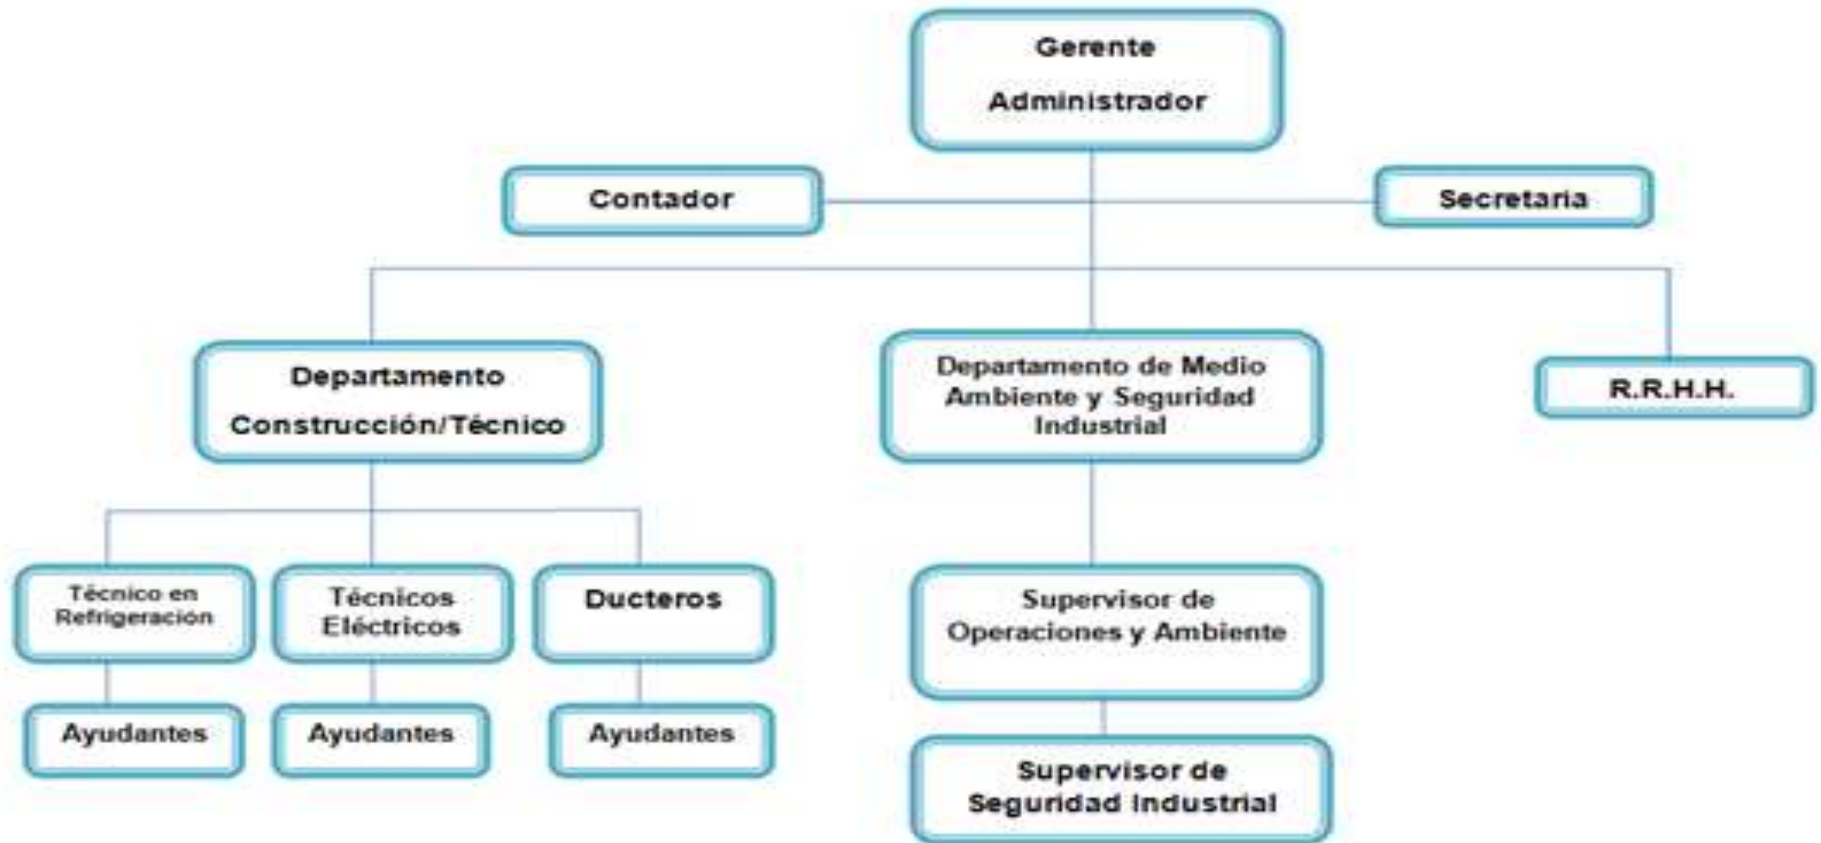 Gerente
Administrador
Contador
Secretaria
Departamento
Construcción/Técnico
Departamento de Medio
Ambiente y Seguridad
Industrial
R.R.H.H.
Técnico en
Refrigeración
Técnicos
Eléctricos
Ducteros
Supervisor de
Operaciones y Ambiente
Ayudantes
Ayudantes
Ayudantes
Supervisor de
Seguridad Industrial